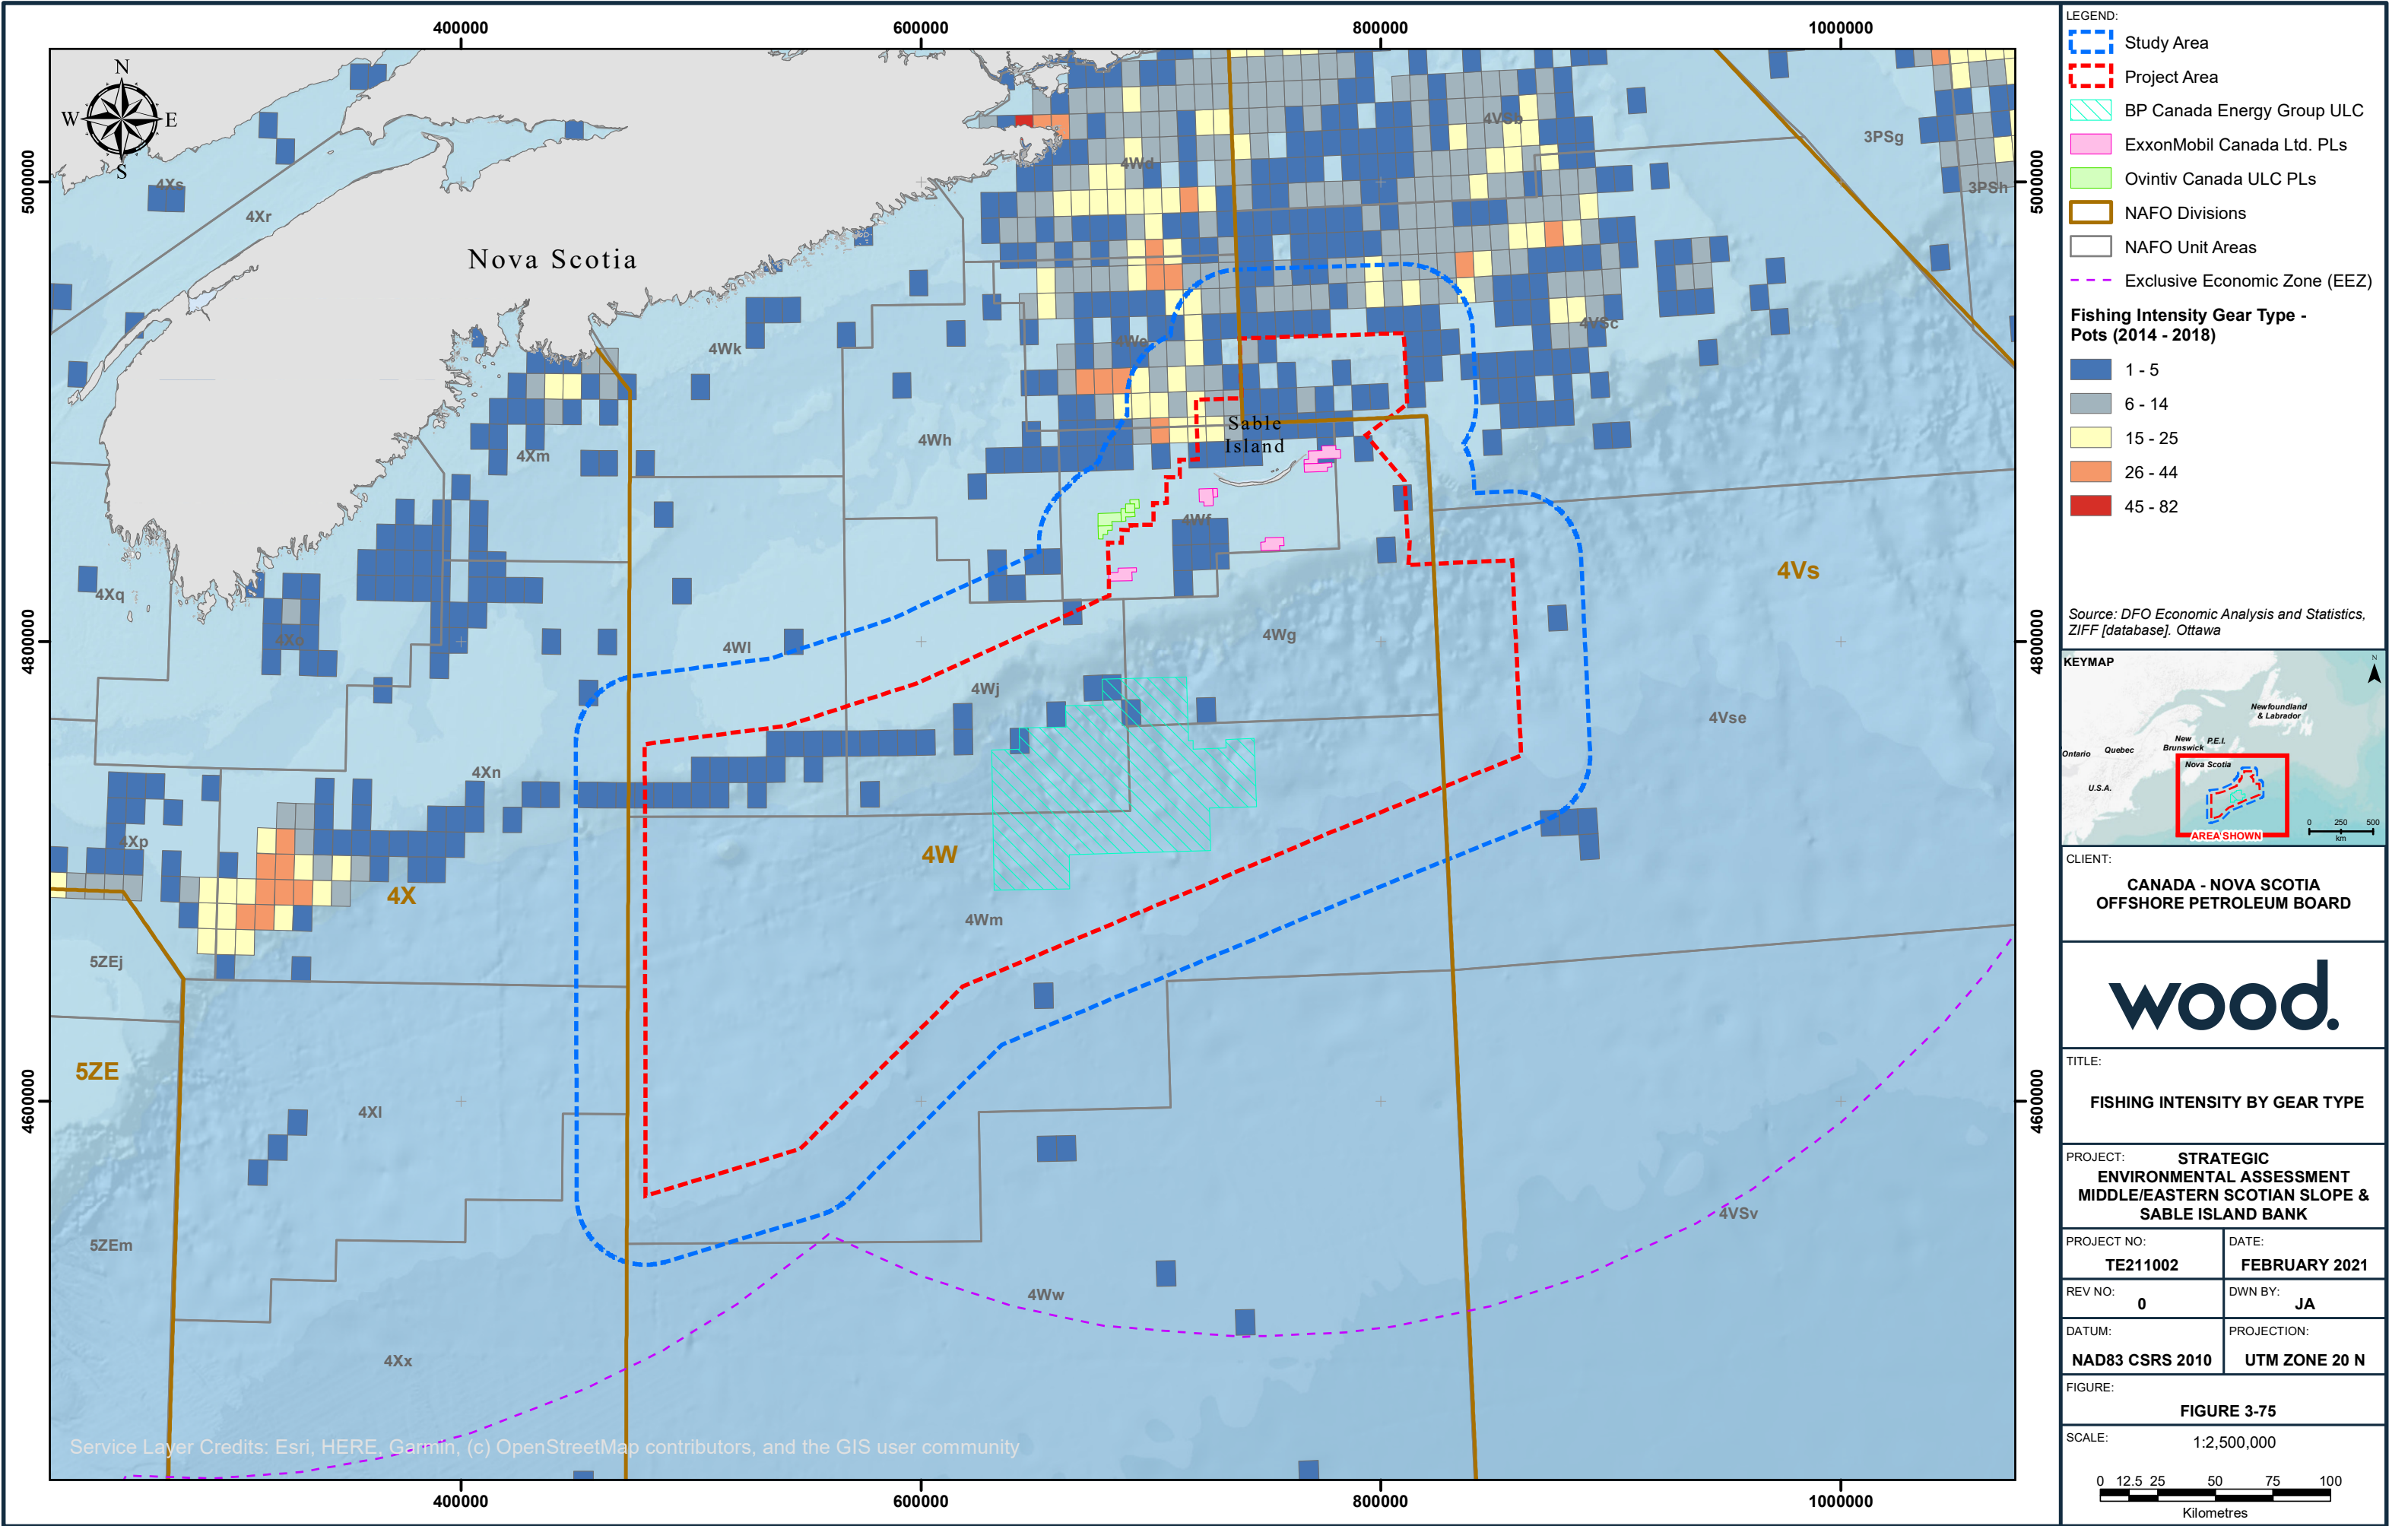 400000
600000
800000
1000000
N
W
E
S
5000000
4800000
4600000
5000000
4800000
4600000
Nova Scotia
Sable
Island
4Xs
4Xr
4Xq
4Xo
4Xm
4Xn
4Xp
4X
4Xl
4Xx
5ZEj
5ZE
5ZEm
4Wk
4Wd
4We
4Wh
4Wf
4Wl
4Wj
4Wg
4W
4Wm
4Ww
4VSb
4VSc
4Vs
4Vse
4VSv
3PSg
3PSh
Service Layer Credits: Esri, HERE, Garmin, (c) OpenStreetMap contributors, and the GIS user community
400000
600000
800000
1000000
LEGEND:
Study Area
Project Area
BP Canada Energy Group ULC
ExxonMobil Canada Ltd. PLs
Ovintiv Canada ULC PLs
NAFO Divisions
NAFO Unit Areas
Exclusive Economic Zone (EEZ)
Fishing Intensity Gear Type -
Pots (2014 - 2018)
1 - 5
6 - 14
15 - 25
26 - 44
45 - 82
Source: DFO Economic Analysis and Statistics,
ZIFF [database]. Ottawa
KEYMAP
N
Newfoundland
& Labrador
New
Brunswick
P.E.I.
Ontario
Quebec
Nova Scotia
U.S.A.
AREA SHOWN
0 250 500
km
CLIENT:
CANADA - NOVA SCOTIA
OFFSHORE PETROLEUM BOARD
wood.
TITLE:
FISHING INTENSITY BY GEAR TYPE
PROJECT: STRATEGIC
ENVIRONMENTAL ASSESSMENT
MIDDLE/EASTERN SCOTIAN SLOPE &
SABLE ISLAND BANK
PROJECT NO:
TE211002
DATE:
FEBRUARY 2021
REV NO:
0
DWN BY:
JA
DATUM:
NAD83 CSRS 2010
PROJECTION:
UTM ZONE 20 N
FIGURE:
FIGURE 3-75
SCALE:
1:2,500,000
0 12.5 25 50 75 100
Kilometres